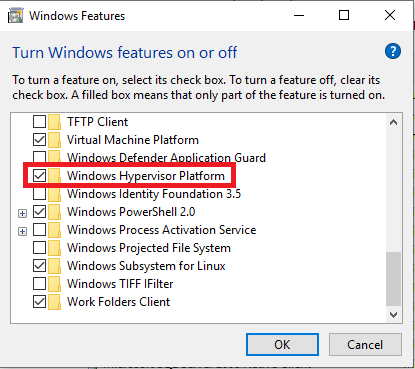 Windows Features
Turn Windows features on or off
To turn a feature on, select its check box. To turn a feature off, clear its
check box. A filled box means that only part of the feature is turned on.
TFTP Client
Virtual Machine Platform
Windows Defender Application Guard
Windows Hypervisor Platform
Windows Identity Foundation 3.5
Windows PowerShell 2.0
Windows Process Activation Service
Windows Projected File System
Windows Subsystem for Linux
Windows TIFF IFilter
Work Folders Client
OK
Cancel